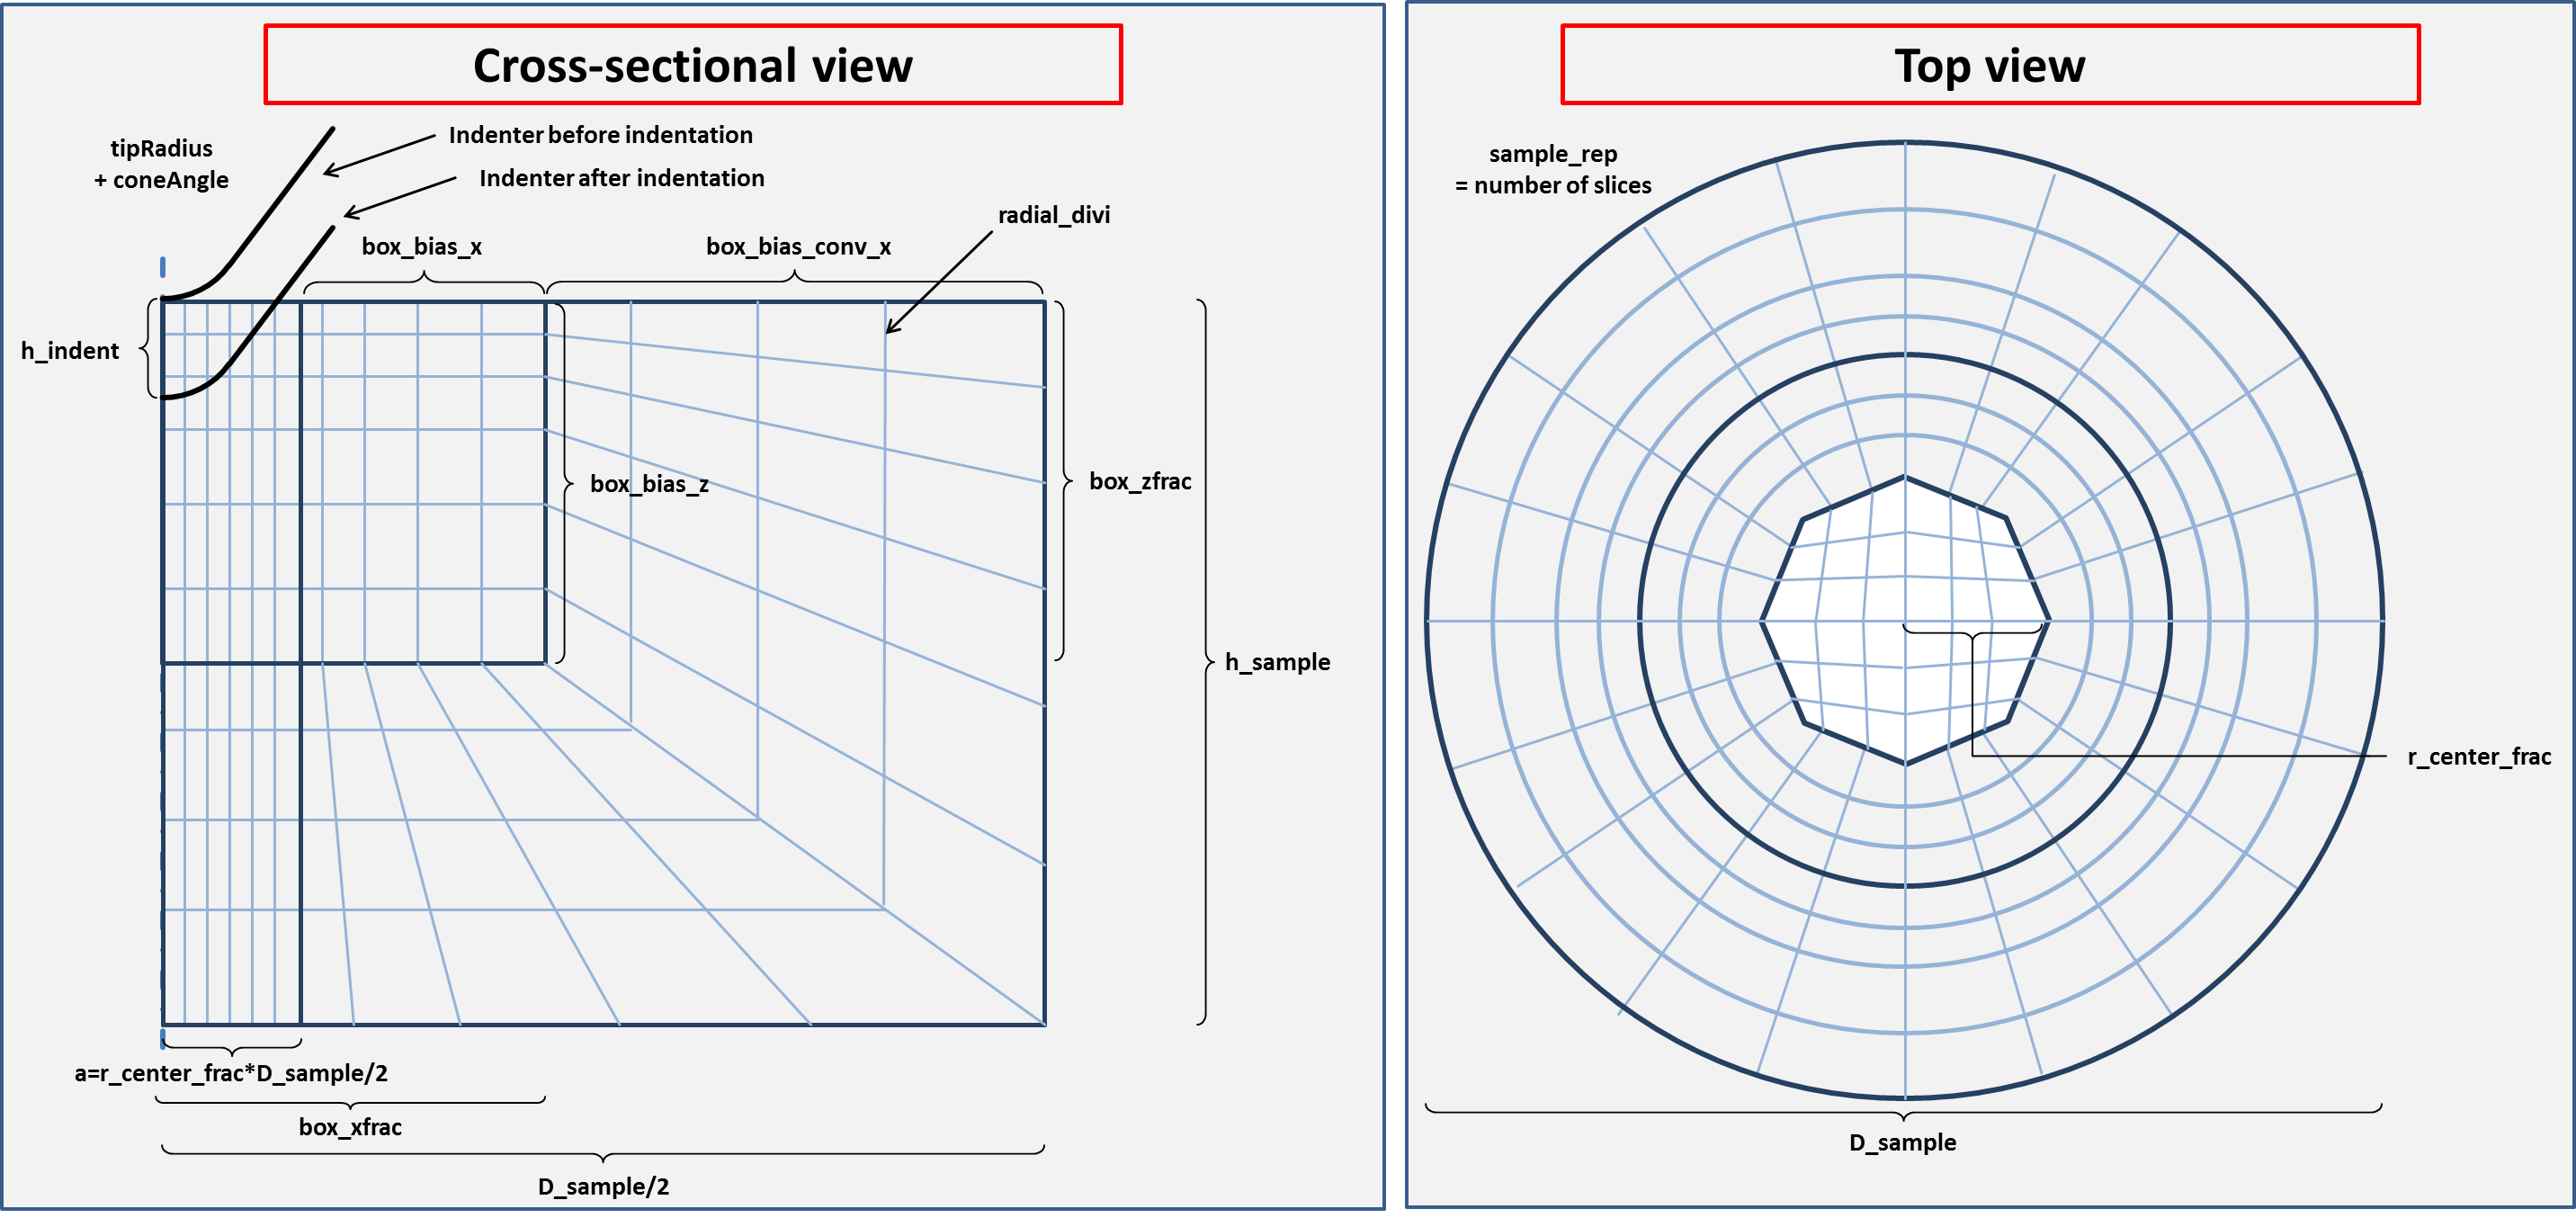 Cross-sectional view
tipRadius
+ coneAngle
Indenter before indentation
Indenter after indentation
radial_divi
box_bias_x
box_bias_conv_x
h_indent
box_bias_z
box_zfrac
h_sample
a=r_center_frac*D_sample/2
box_xfrac
D_sample/2
Top view
sample_rep
= number of slices
r_center_frac
D_sample